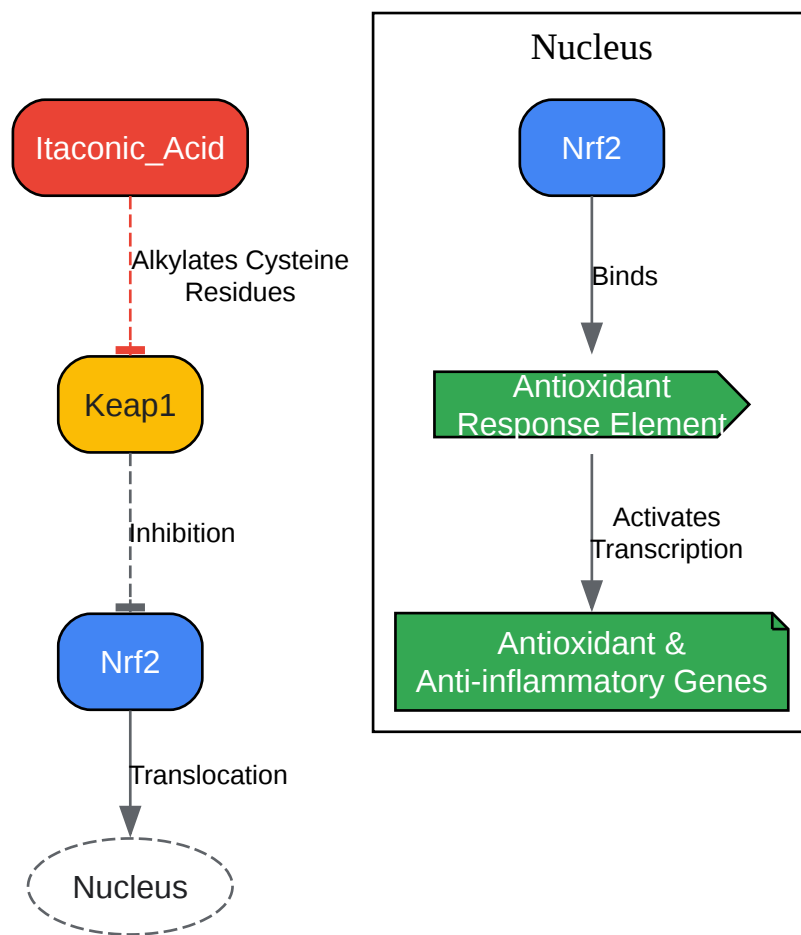 Itaconic_Acid
Alkylates Cysteine
Residues
Keap1
Inhibition
Nrf2
Translocation
Nucleus
Nucleus
Nrf2
Binds
Antioxidant
Response Element
Activates
Transcription
Antioxidant &
Anti-inflammatory Genes